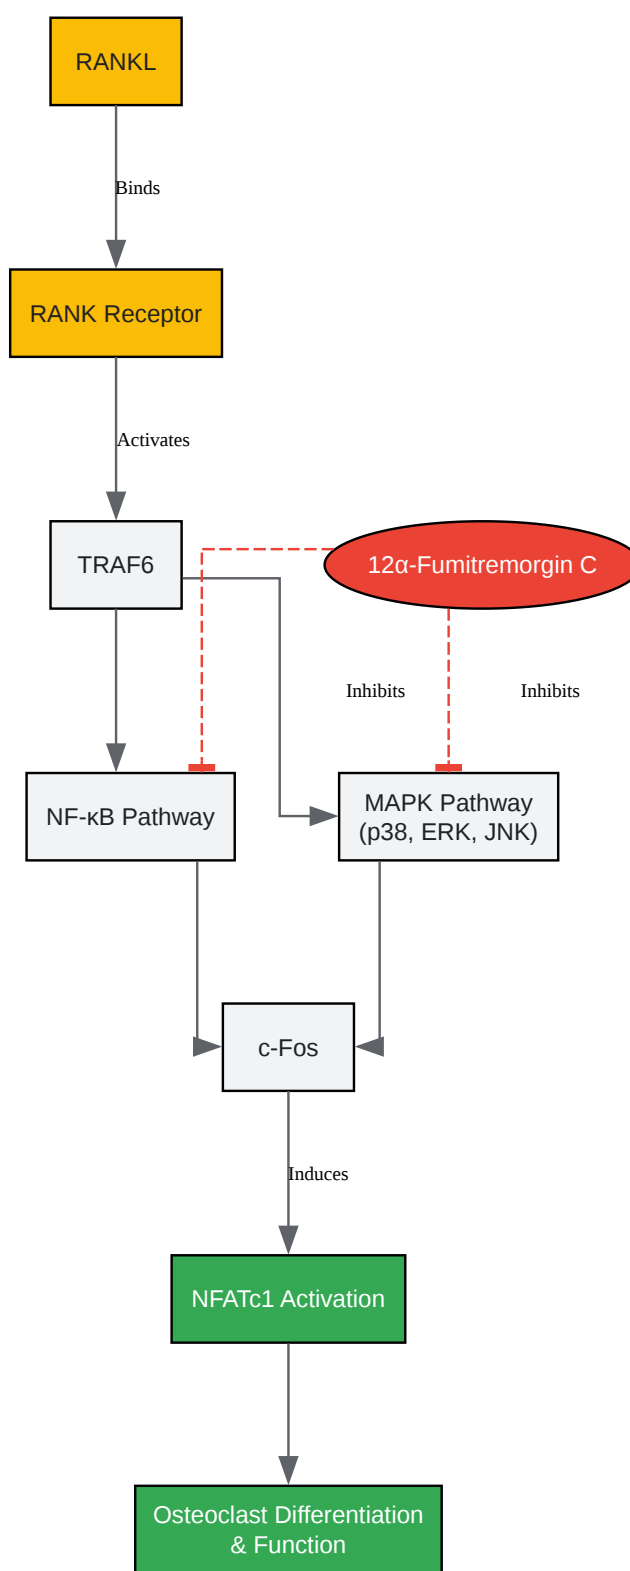 RANKL
Binds
RANK Receptor
Activates
TRAF6
12α-Fumitremorgin C
Inhibits
Inhibits
NF-κB Pathway
MAPK Pathway
(p38, ERK, JNK)
c-Fos
Induces
NFATc1 Activation
Osteoclast Differentiation
& Function